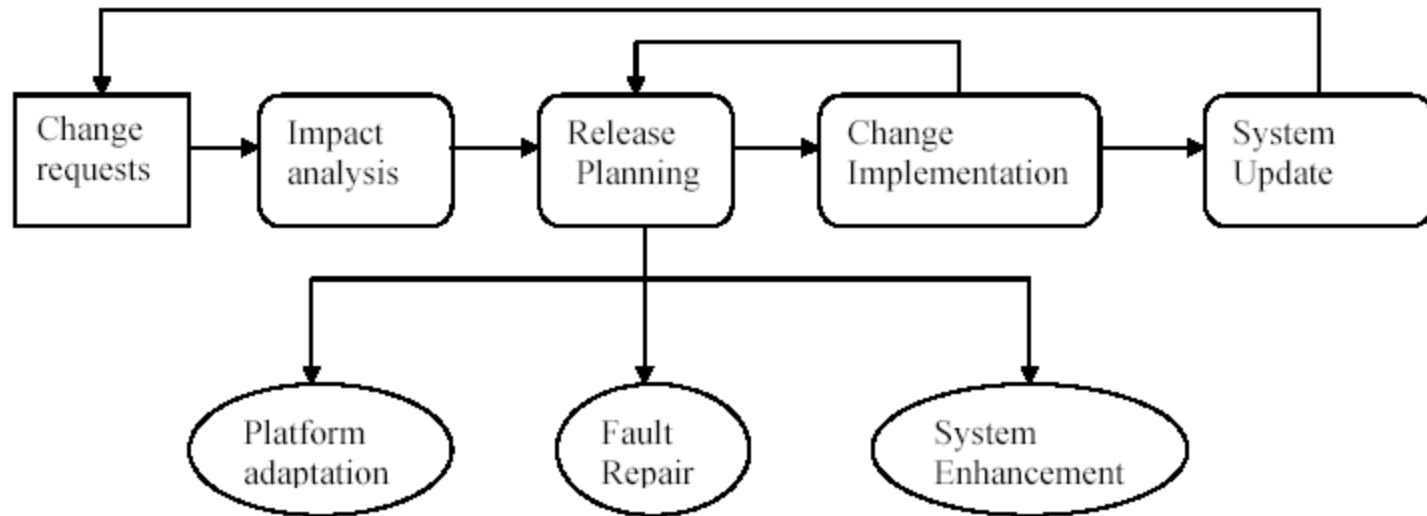 Change
requests
Impact
analysis
Release
Planning
Change
Implementation
System
Update
Platform
adaptation
Fault
Repair
System
Enhancement